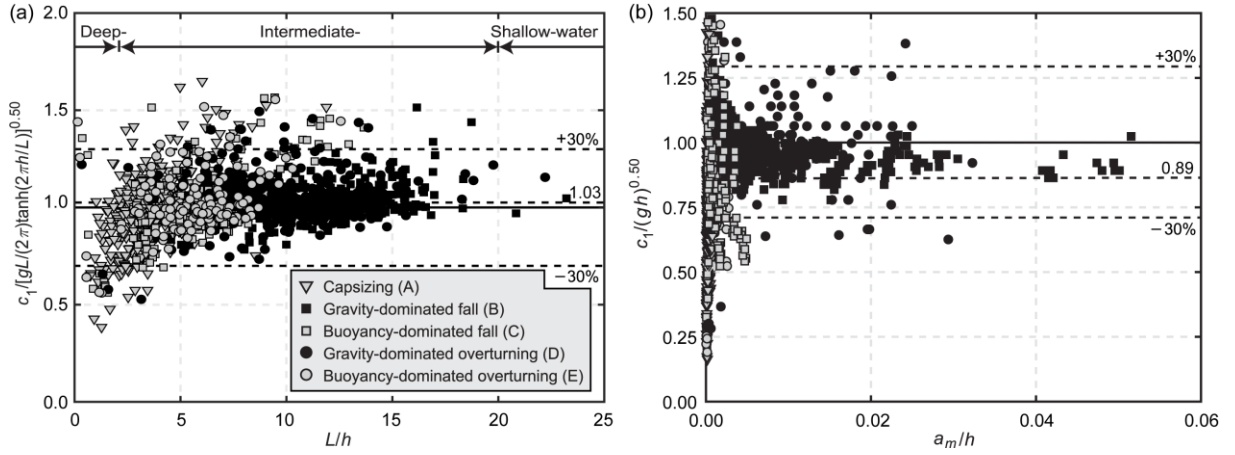 (a)
c₁/[gL/(2π)tanh(2πh/L)]^0.50
2.0
1.5
1.0
1.0
0.5
0.0
Deep-
Intermediate-
Shallow-water
+30%
1.03
−30%
Capsizing (A)
Gravity-dominated fall (B)
Buoyancy-dominated fall (C)
Gravity-dominated overturning (D)
Buoyancy-dominated overturning (E)
0 5 10 15 20 25
L/h
(b)
c₁/(gh)^0.50
1.50
1.25
1.00
0.75
0.50
0.25
0.00
+30%
0.89
−30%
0.00 0.02 0.04 0.06
aₘ/h